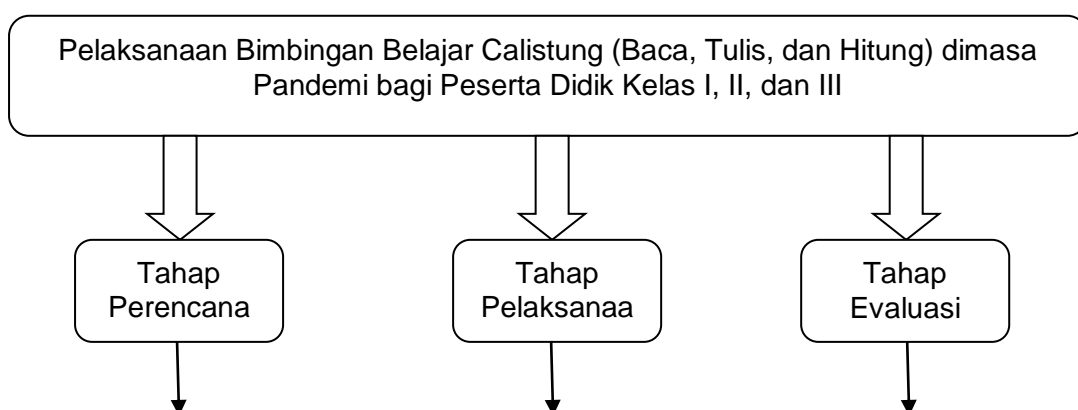 Pelaksanaan Bimbingan Belajar Calistung (Baca, Tulis, dan Hitung) dimasa
Pandemi bagi Peserta Didik Kelas I, II, dan III
Tahap
Perencana
Tahap
Pelaksanaa
Tahap
Evaluasi